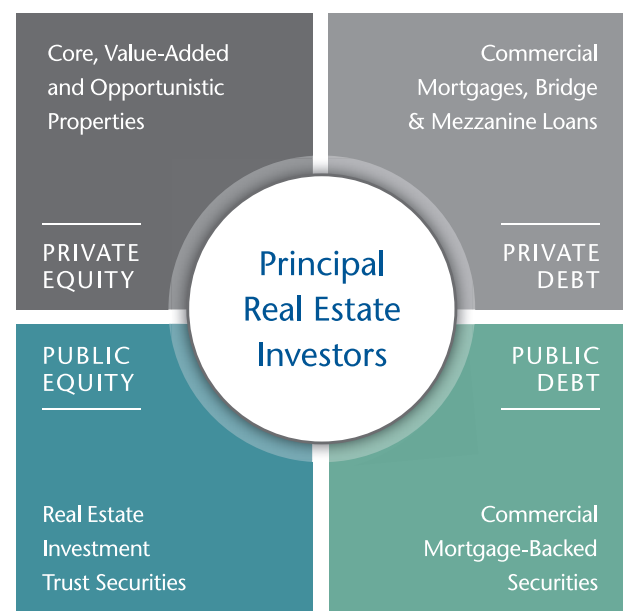 Core, Value-Added
and Opportunistic
Properties
PRIVATE
EQUITY
Commercial
Mortgages, Bridge
& Mezzanine Loans
PRIVATE
DEBT
Principal
Real Estate
Investors
PUBLIC
EQUITY
Real Estate
Investment
Trust Securities
PUBLIC
DEBT
Commercial
Mortgage-Backed
Securities